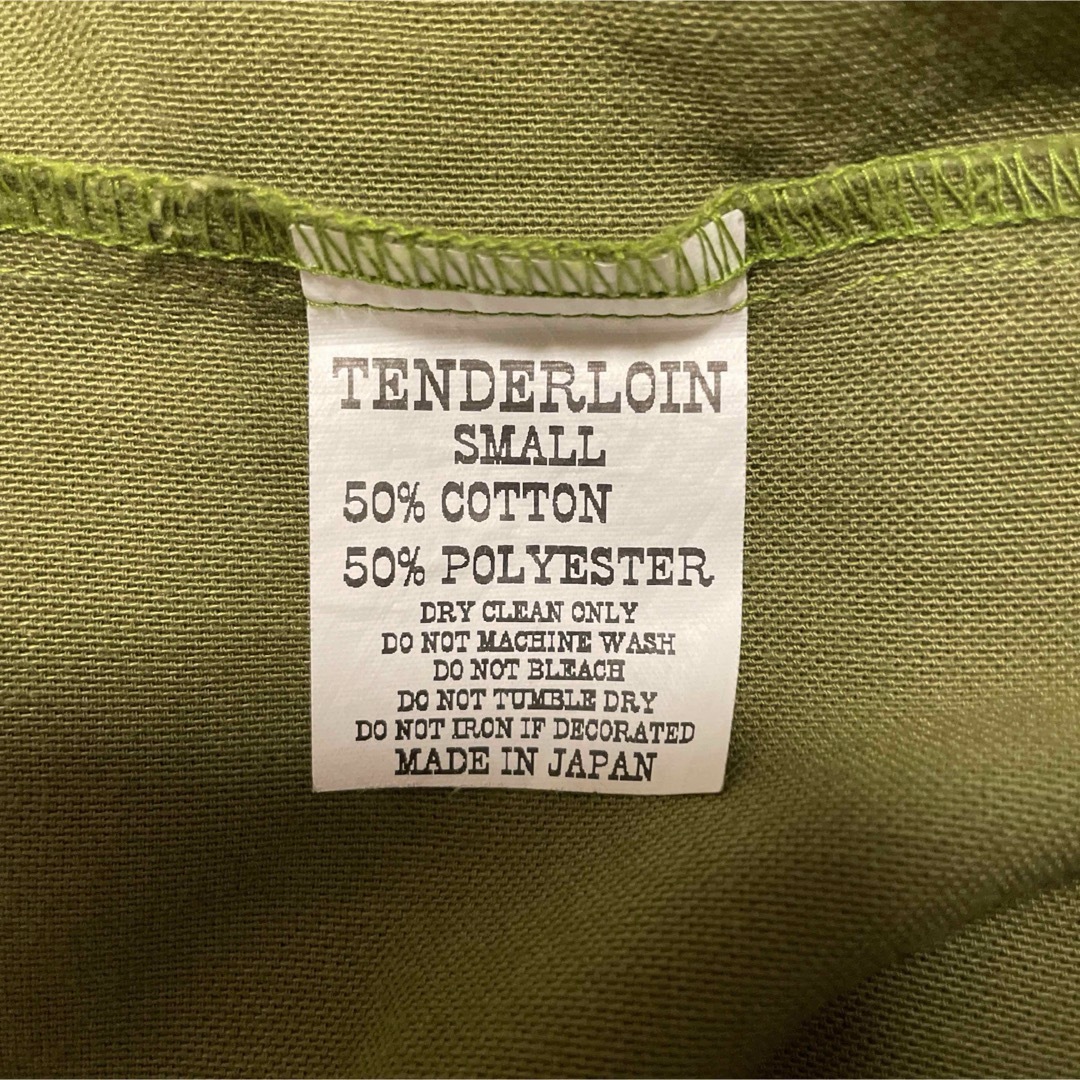 TENDERLOIN
SMALL
50% COTTON
50% POLYESTER
DRY CLEAN ONLY
DO NOT MACHINE WASH
DO NOT BLEACH
DO NOT TUMBLE DRY
DO NOT IRON IF DECORATED
MADE IN JAPAN